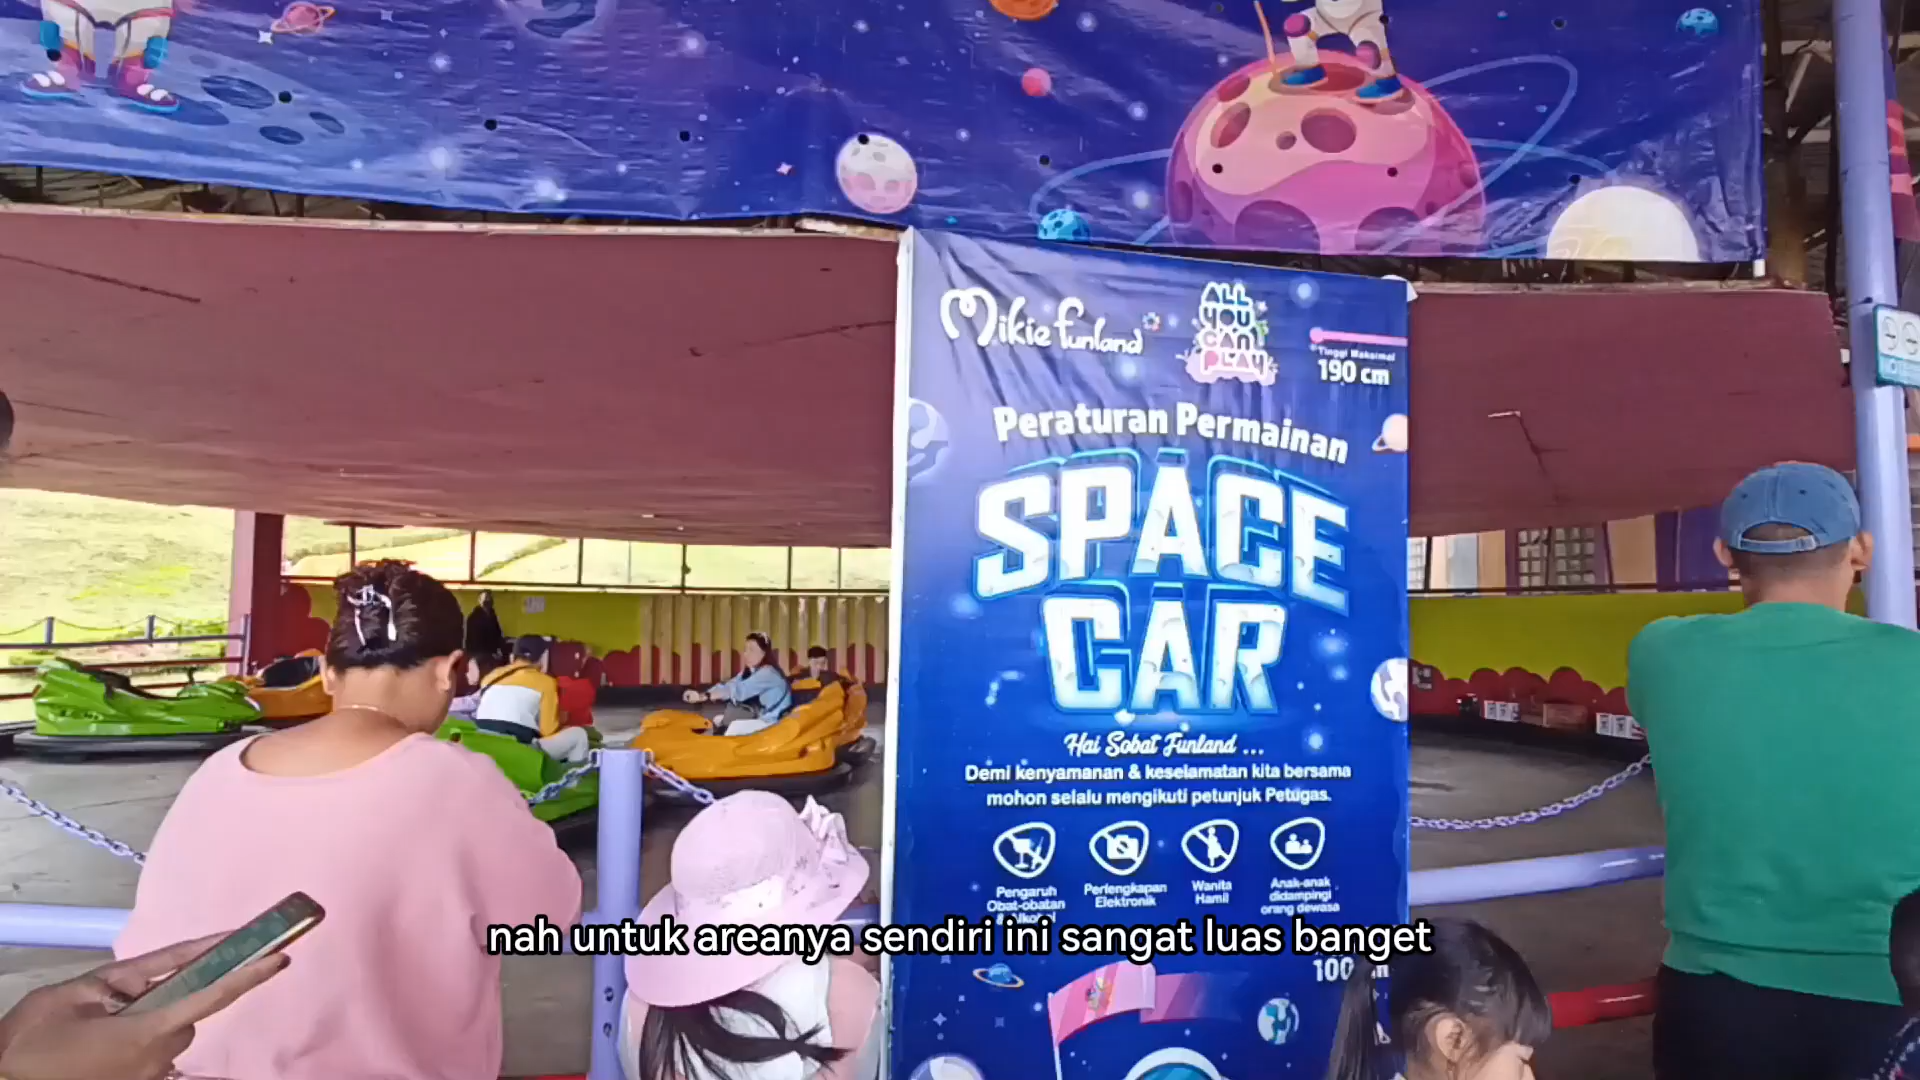 Mikie Funland
ALL
YOU
CAN
PLAY
Tinggi Maksimal
190 cm
Peraturan Permainan
SPACE
CAR
Hai Sobat Funland ...
Demi kenyamanan & keselamatan kita bersama
mohon selalu mengikuti petunjuk Petugas.
Pengaruh
Obat-obatan
& Alkohol
Perlengkapan
Elektronik
Wanita
Hamil
Anak-anak
didampingi
orang dewasa
nah untuk areanya sendiri ini sangat luas banget
100 cm